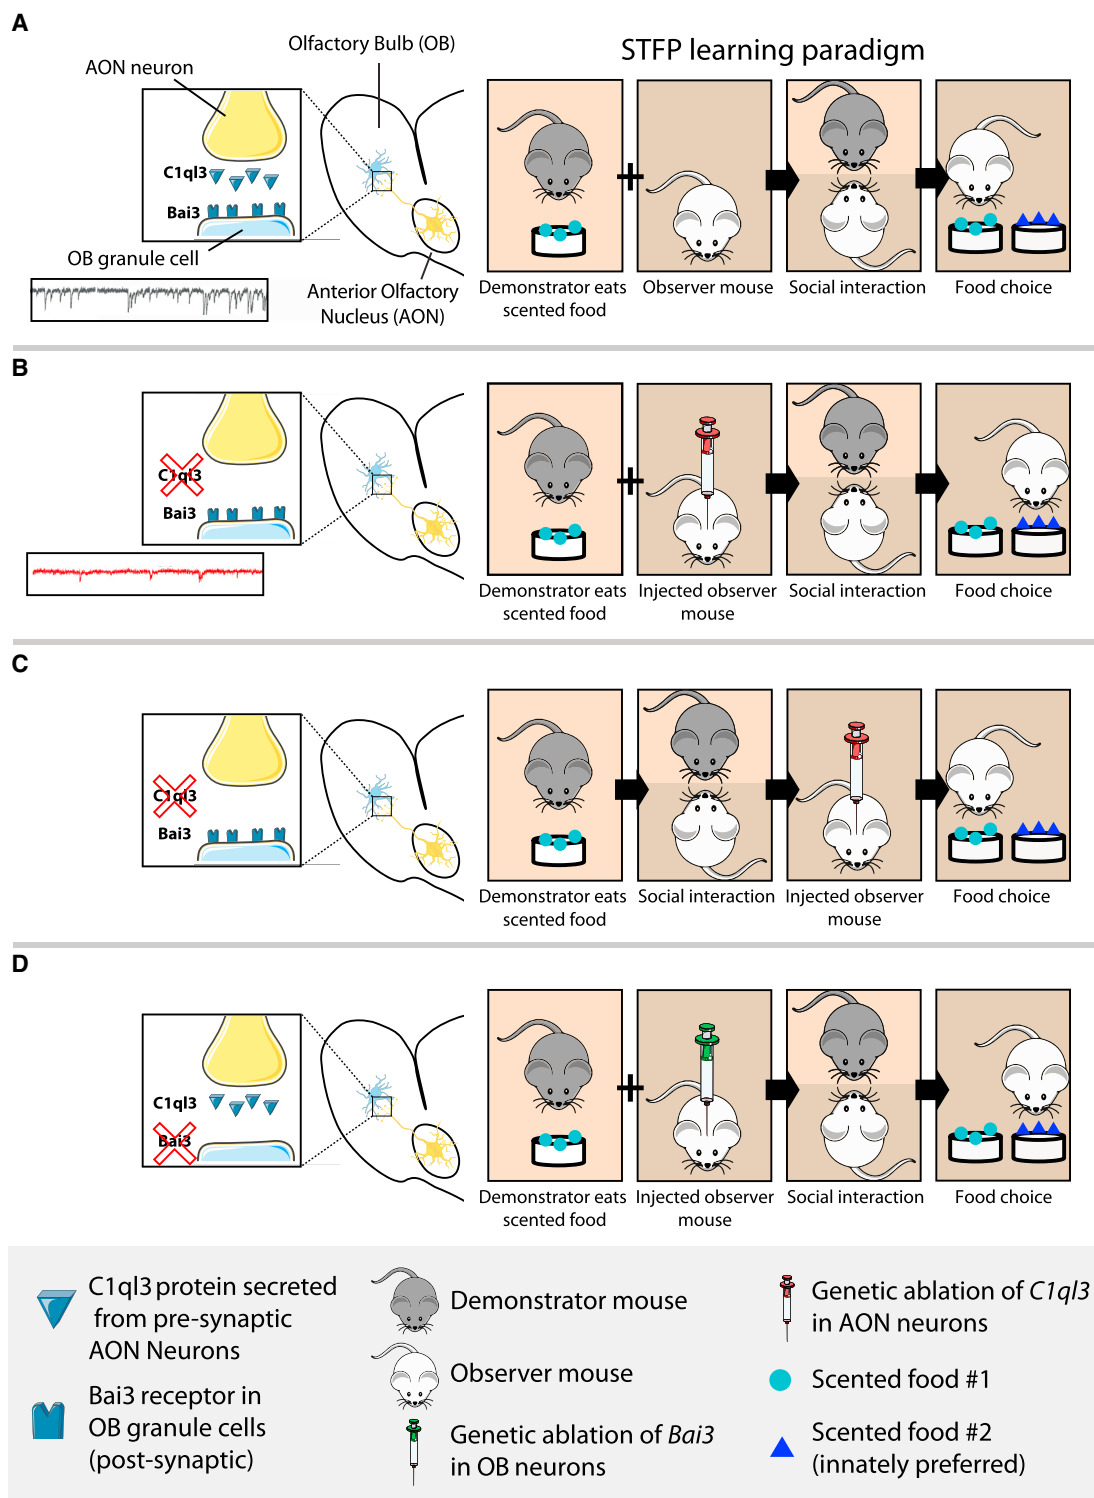 A
Olfactory Bulb (OB)
STFP learning paradigm
AON neuron
C1ql3
Bai3
OB granule cell
Anterior Olfactory
Nucleus (AON)
Demonstrator eats
scented food
Observer mouse
Social interaction
Food choice
B
C1ql3
Bai3
Demonstrator eats
scented food
Injected observer
mouse
Social interaction
Food choice
C
C1ql3
Bai3
Demonstrator eats
scented food
Social interaction
Injected observer
mouse
Food choice
D
C1ql3
Bai3
Demonstrator eats
scented food
Injected observer
mouse
Social interaction
Food choice
C1ql3 protein secreted
from pre-synaptic
AON Neurons
Bai3 receptor in
OB granule cells
(post-synaptic)
Demonstrator mouse
Observer mouse
Genetic ablation of Bai3
in OB neurons
Genetic ablation of C1ql3
in AON neurons
Scented food #1
Scented food #2
(innately preferred)